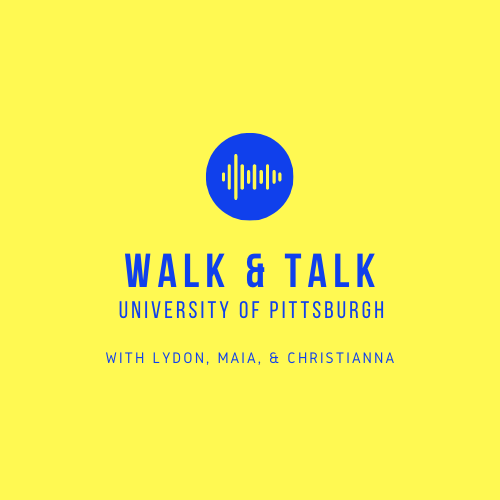 WALK & TALK
UNIVERSITY OF PITTSBURGH
WITH LYDON, MAIA, & CHRISTIANNA